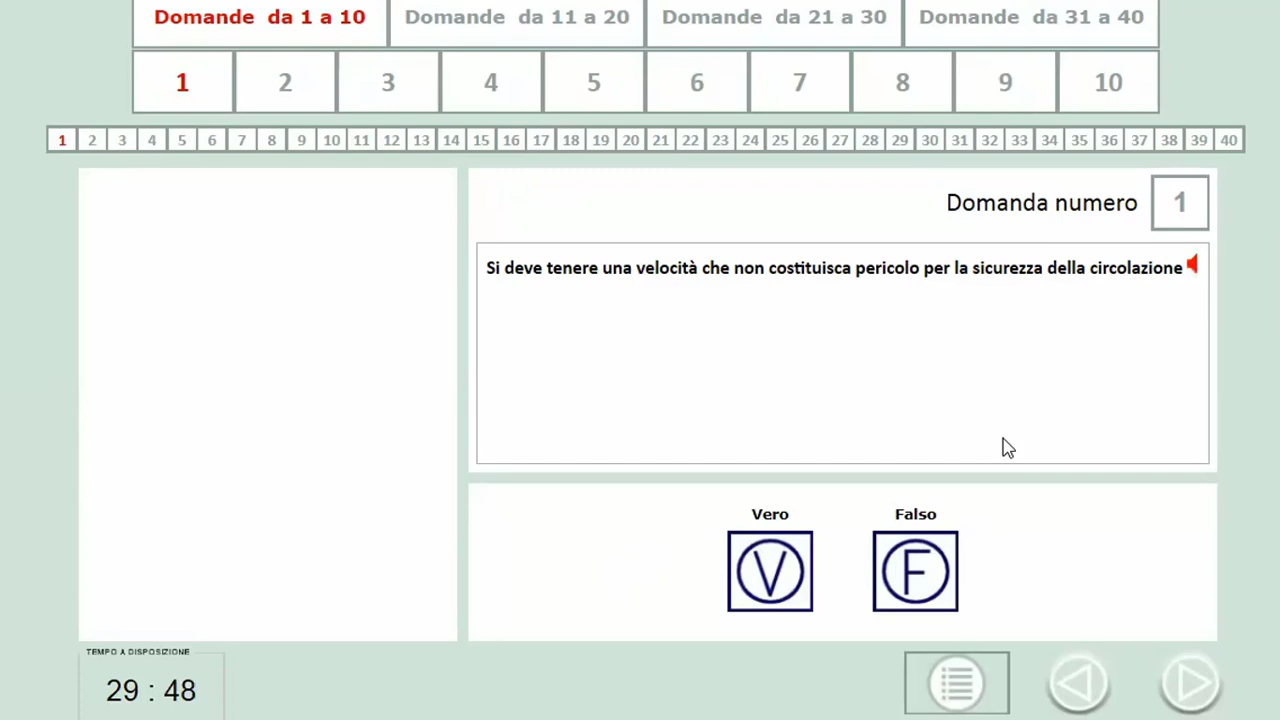 Domande da 1 a 10 Domande da 11 a 20 Domande da 21 a 30 Domande da 31 a 40
1 2 3 4 5 6 7 8 9 10
1 2 3 4 5 6 7 8 9 10 11 12 13 14 15 16 17 18 19 20 21 22 23 24 25 26 27 28 29 30 31 32 33 34 35 36 37 38 39 40
Domanda numero 1
Si deve tenere una velocità che non costituisca pericolo per la sicurezza della circolazione
Vero Falso
V F
TEMPO A DISPOSIZIONE
29 : 48